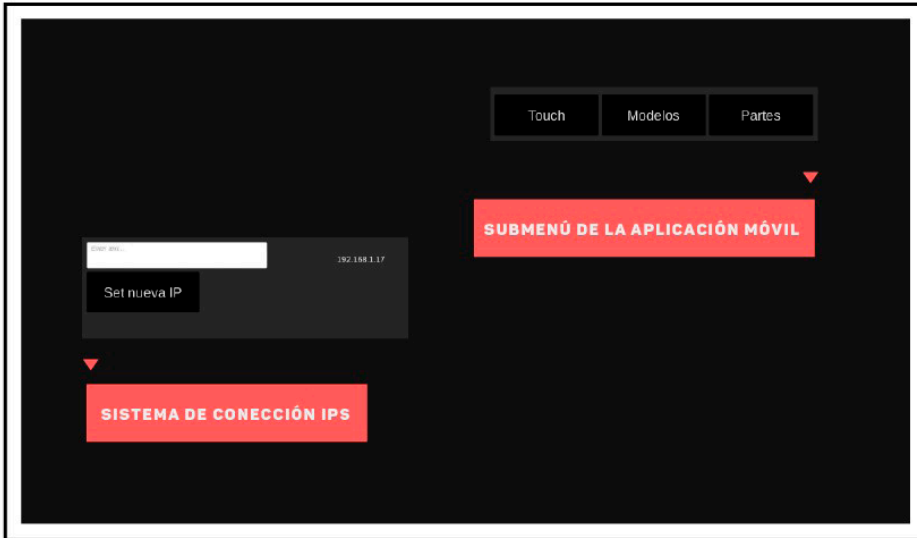 Touch
Modelos
Partes
SUBMENÚ DE LA APLICACIÓN MÓVIL
192.168.1.17
Set nueva IP
SISTEMA DE CONECCIÓN IPS